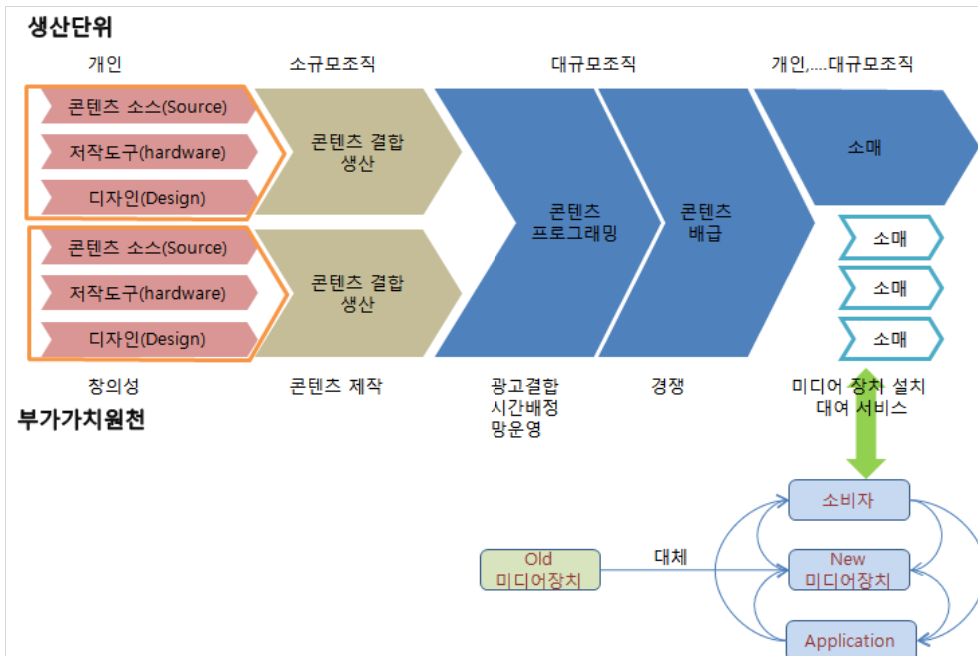 생산단위
개인
소규모조직
대규모조직
개인,....대규모조직
콘텐츠 소스(Source)
저작도구(hardware)
디자인(Design)
콘텐츠 결합
생산
콘텐츠 소스(Source)
저작도구(hardware)
디자인(Design)
콘텐츠 결합
생산
콘텐츠
프로그래밍
콘텐츠
배급
소매
소매
소매
소매
창의성
콘텐츠 제작
광고결합
시간배정
망운영
경쟁
미디어 장차 설치
대여 서비스
부가가치원천
소비자
Old
미디어장치
대체
New
미디어장치
Application